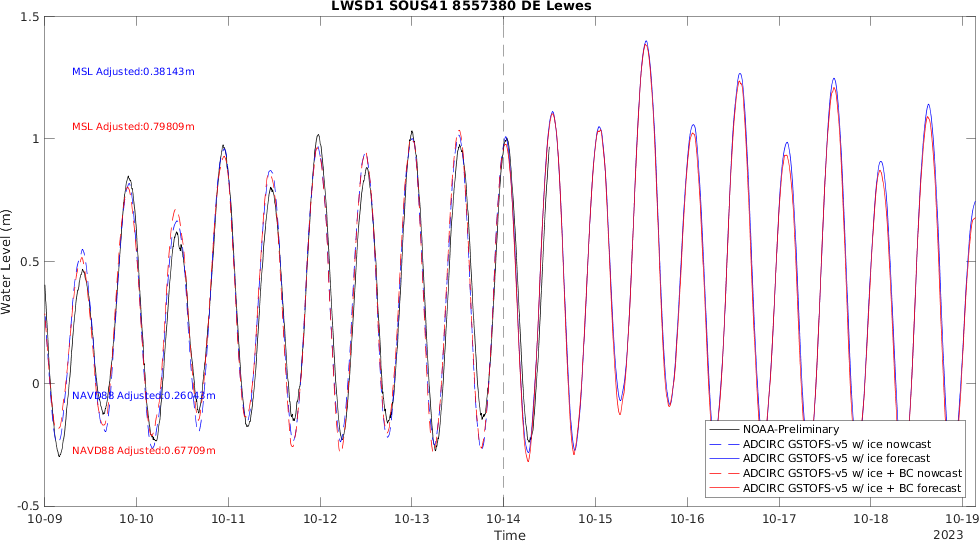 LWSD1 SOUS41 8557380 DE Lewes
1.5
MSL Adjusted:0.38143m
MSL Adjusted:0.79809m
1
Water Level (m)
0.5
0
NAVD88 Adjusted:0.26043m
NAVD88 Adjusted:0.67709m
NOAA-Preliminary
ADCIRC GSTOFS-v5 w/ ice nowcast
ADCIRC GSTOFS-v5 w/ ice forecast
ADCIRC GSTOFS-v5 w/ ice + BC nowcast
ADCIRC GSTOFS-v5 w/ ice + BC forecast
-0.5
10-09 10-10 10-11 10-12 10-13 10-14 10-15 10-16 10-17 10-18 10-19
Time
2023